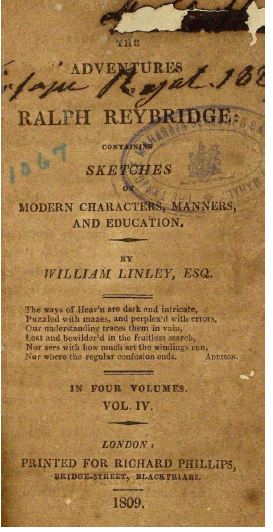 THE
ADVENTURES
RALPH REYBRIDGE:
CONTAINING
SKETCHES
OF
MODERN CHARACTERS, MANNERS,
AND EDUCATION.
1067
BY
WILLIAM LINLEY, ESQ.
The ways of Heav'n are dark and intricate,
Puzzled with mazes, and perplex'd with errors,
Our understanding traces them in vain,
Lost and bewilder'd in the fruitless search,
Nor sees with how much art the windings run,
Nor where the regular confusion ends. ADDISON.
IN FOUR VOLUMES.
VOL. IV.
LONDON:
PRINTED FOR RICHARD PHILLIPS,
BRIDGE-STREET, BLACKFRIARS.
1809.